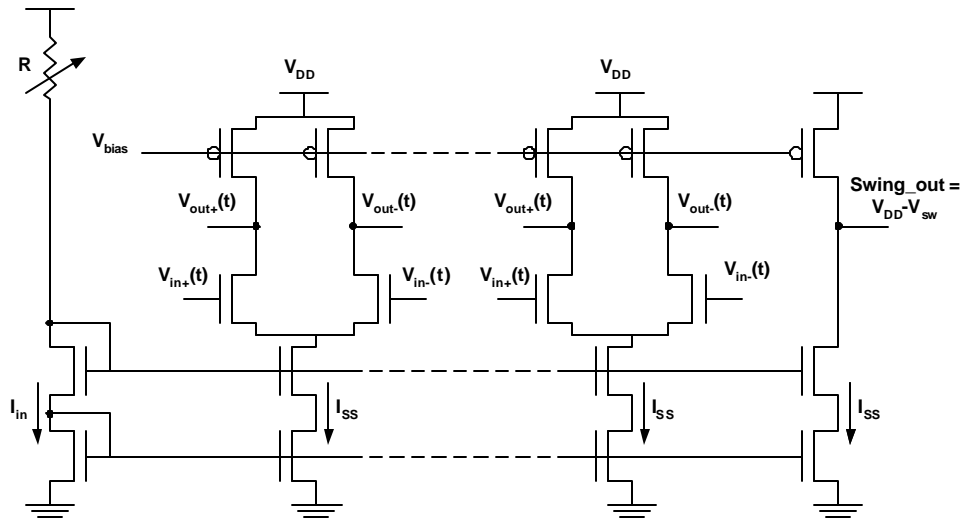 R
V_DD
V_DD
V_bias
V_out+(t)
V_out-(t)
V_out+(t)
V_out-(t)
Swing_out =
V_DD-V_sw
V_in+(t)
V_in-(t)
V_in+(t)
V_in-(t)
I_in
I_SS
I_SS
I_SS